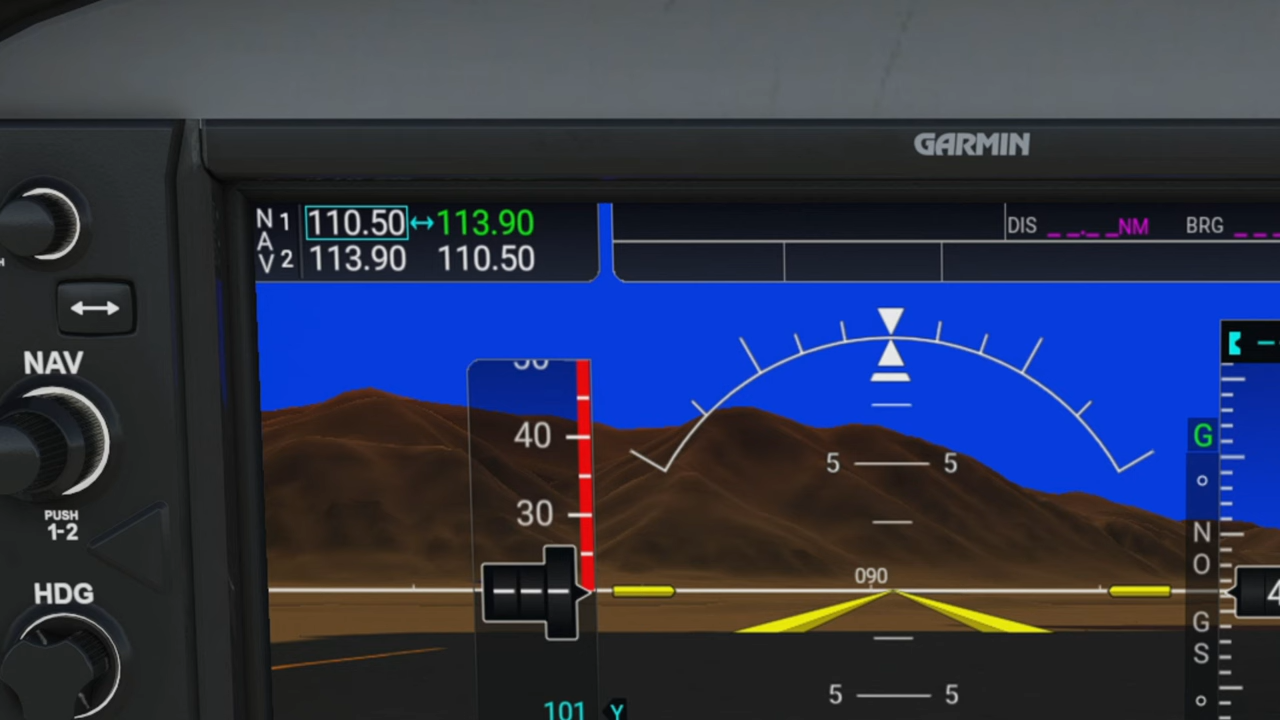 GARMIN
N 1 110.50↔113.90
A
V 2 113.90 110.50
DIS _ _._ _NM BRG _ _ _
NAV
PUSH
1-2
HDG
40
30
5 5
090
5 5
G
N
O
G
S
4
101 Y